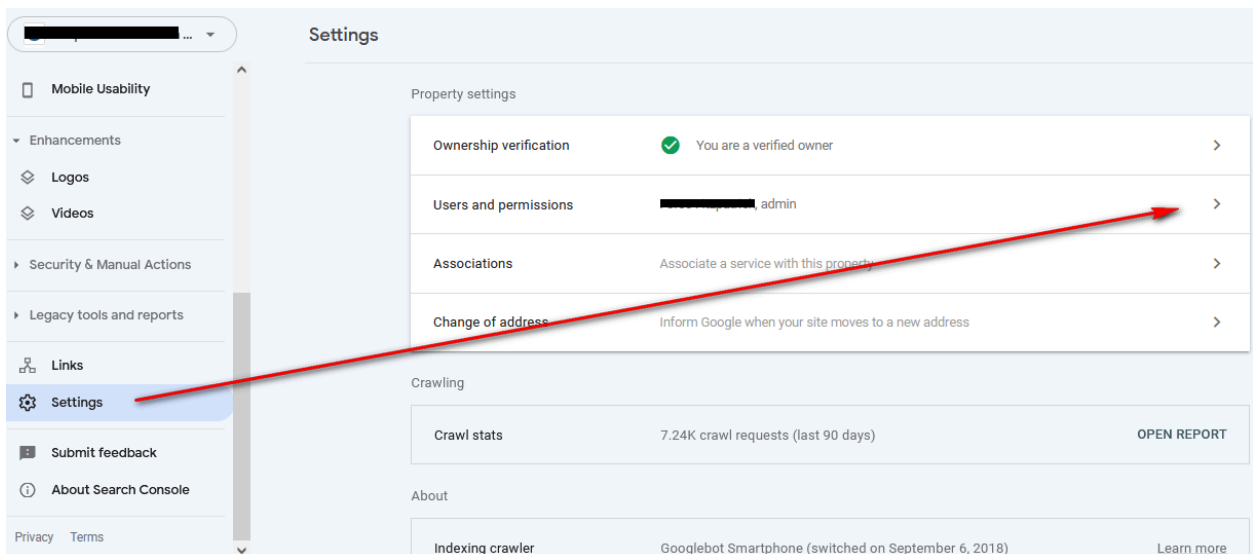 ...
Settings
Mobile Usability
Enhancements
Logos
Videos
Security & Manual Actions
Legacy tools and reports
Links
Settings
Submit feedback
About Search Console
Privacy Terms
Property settings
Ownership verification You are a verified owner
Users and permissions , admin
Associations Associate a service with this property
Change of address Inform Google when your site moves to a new address
Crawling
Crawl stats 7.24K crawl requests (last 90 days) OPEN REPORT
About
Indexing crawler Googlebot Smartphone (switched on September 6, 2018) Learn more